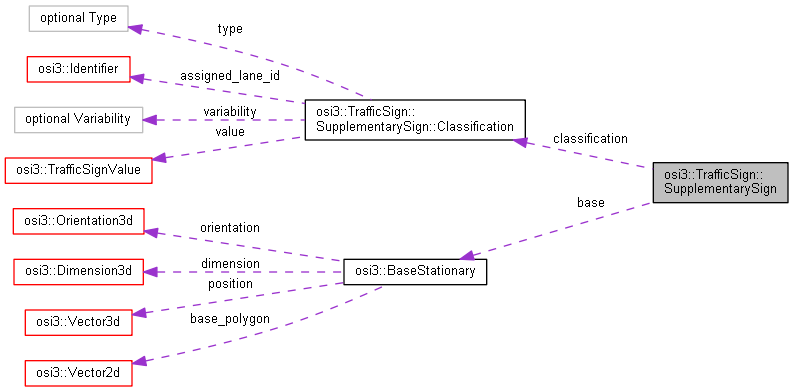 optional Type
type
osi3::Identifier
assigned_lane_id
optional Variability
variability
value
osi3::TrafficSign::
SupplementarySign::Classification
osi3::TrafficSignValue
classification
osi3::TrafficSign::
SupplementarySign
base
osi3::Orientation3d
orientation
osi3::Dimension3d
dimension
position
osi3::BaseStationary
osi3::Vector3d
base_polygon
osi3::Vector2d